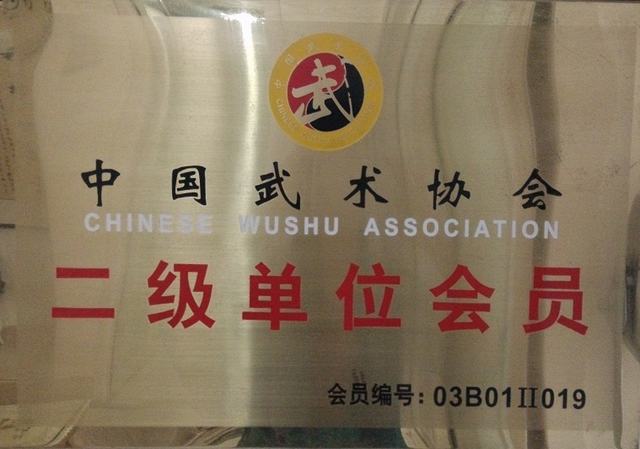 武
中国武术协会
CHINESE WUSHU ASSOCIATION
二级单位会员
会员编号：03B01II019